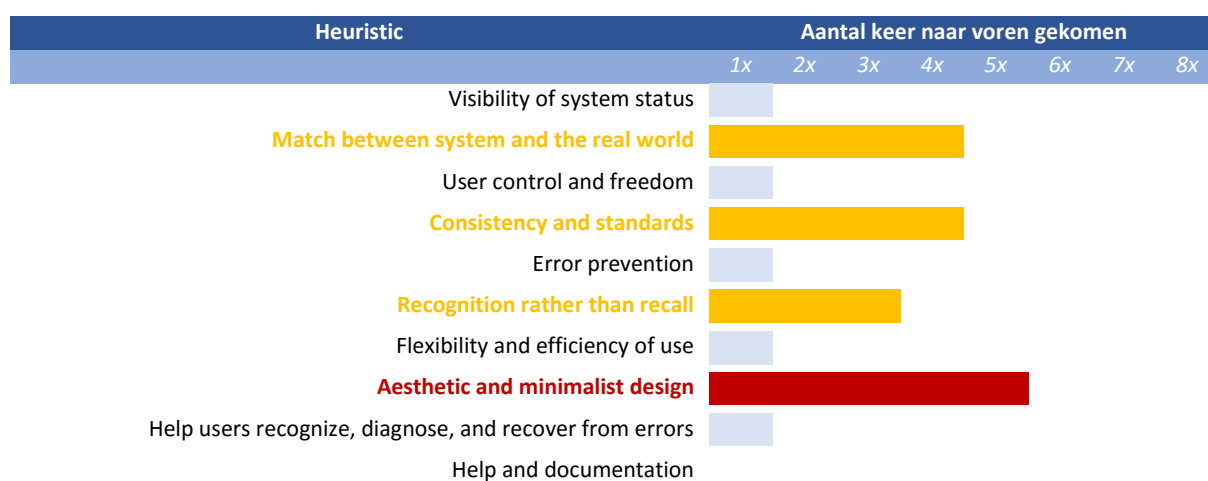 Heuristic Aantal keer naar voren gekomen
1x 2x 3x 4x 5x 6x 7x 8x
Visibility of system status
Match between system and the real world
User control and freedom
Consistency and standards
Error prevention
Recognition rather than recall
Flexibility and efficiency of use
Aesthetic and minimalist design
Help users recognize, diagnose, and recover from errors
Help and documentation